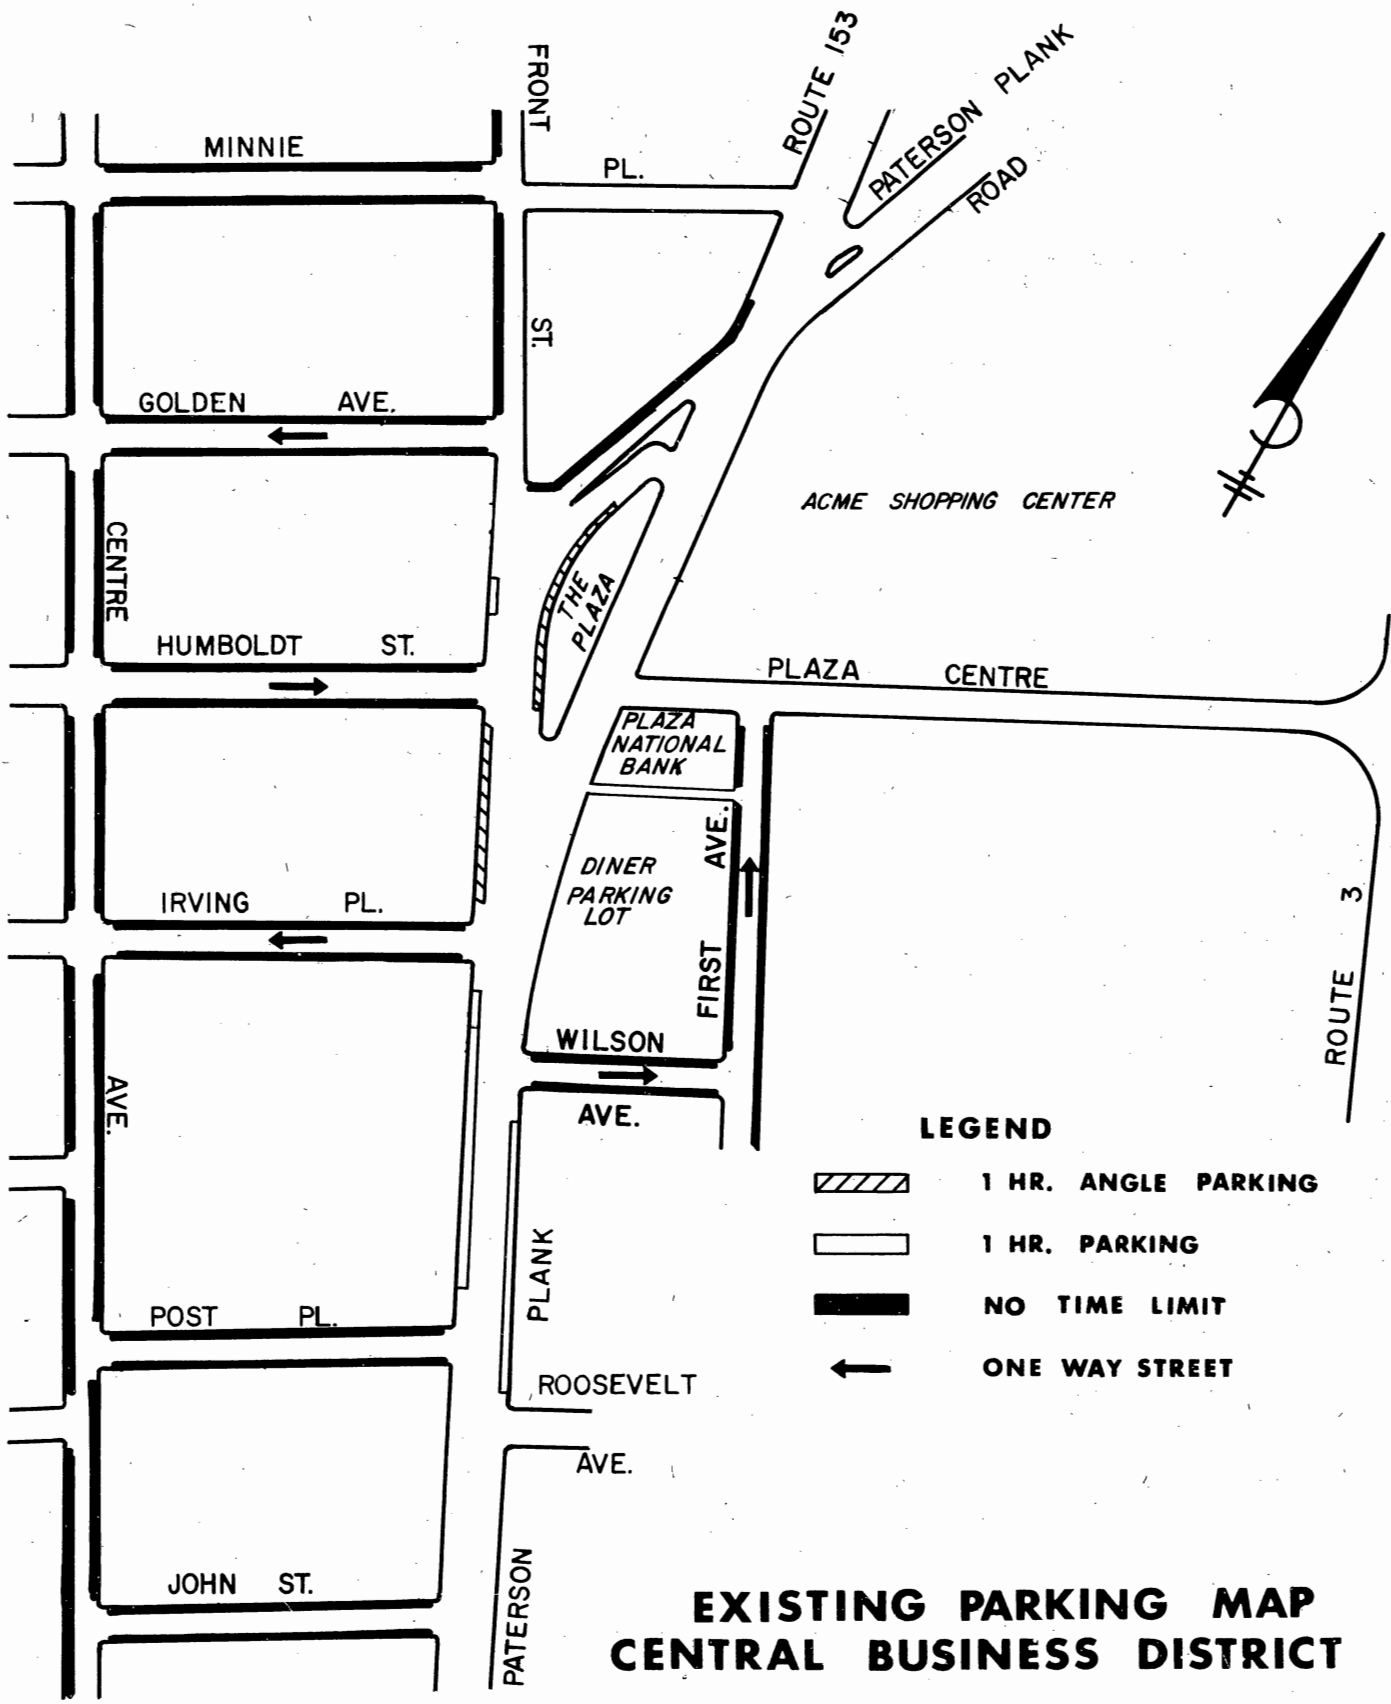 FRONT
ROUTE 153
PATERSON PLANK
ROAD
MINNIE PL.
ST.
GOLDEN AVE.
ACME SHOPPING CENTER
CENTRE
THE
PLAZA
HUMBOLDT ST.
PLAZA CENTRE
PLAZA
NATIONAL
BANK
DINER
PARKING
LOT
FIRST AVE.
IRVING PL.
ROUTE 3
WILSON
AVE.
AVE.
LEGEND
1 HR. ANGLE PARKING
1 HR. PARKING
NO TIME LIMIT
ONE WAY STREET
PLANK
POST PL.
ROOSEVELT
AVE.
PATERSON
JOHN ST.
EXISTING PARKING MAP
CENTRAL BUSINESS DISTRICT